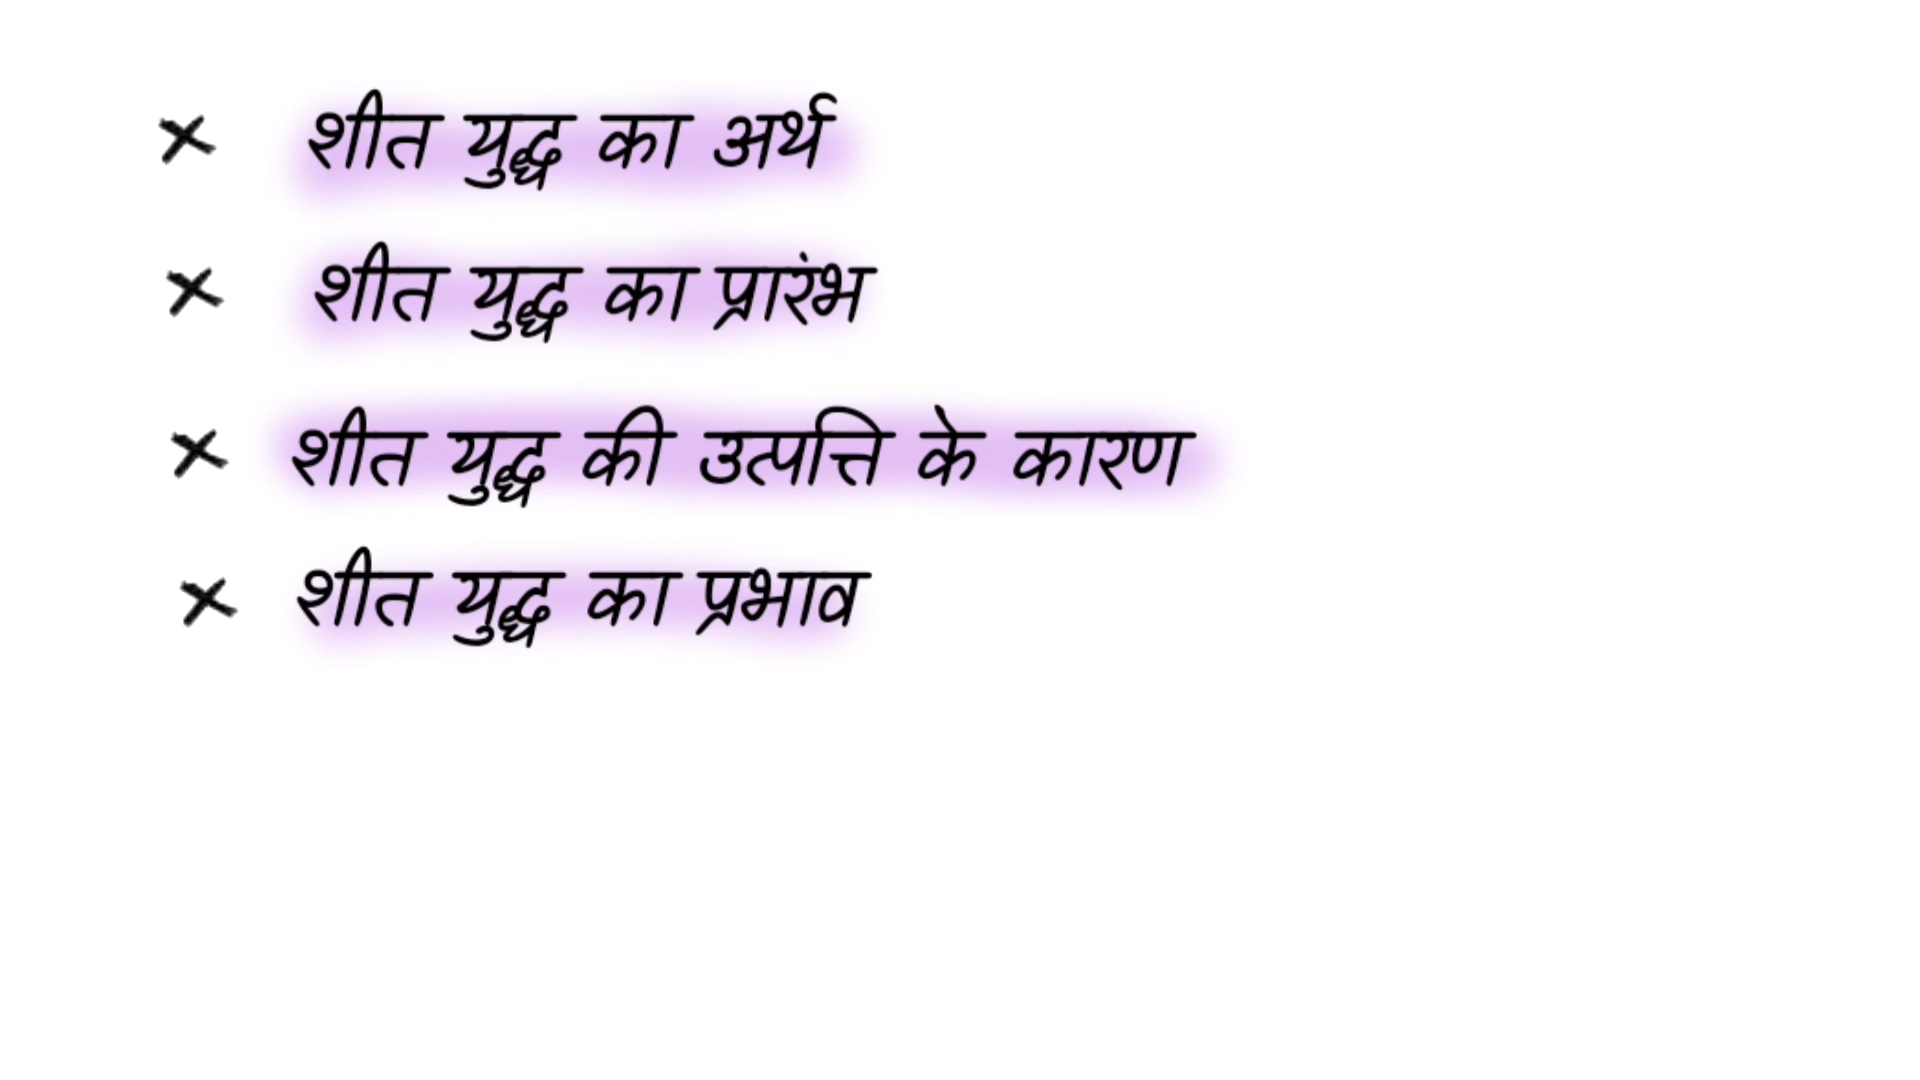 × शीत युद्ध का अर्थ
× शीत युद्ध का प्रारंभ
× शीत युद्ध की उत्पत्ति के कारण
× शीत युद्ध का प्रभाव